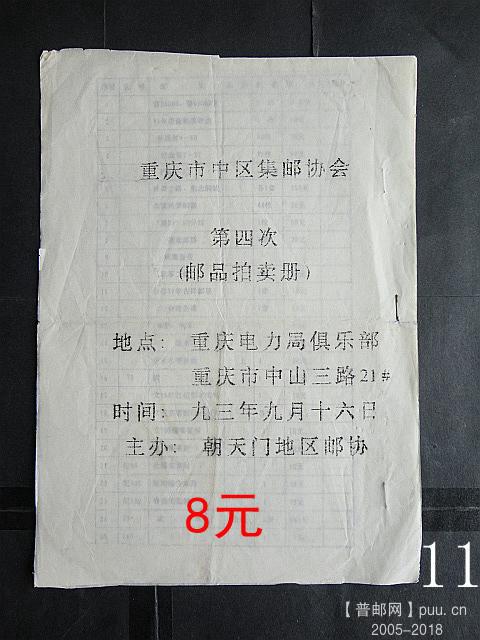 重庆市中区集邮协会
第四次
(邮品拍卖册)
地点: 重庆电力局俱乐部
重庆市中山三路21#
时间: 九三年九月十六日
主办: 朝天门地区邮协
8元
11
【普邮网】puu.cn
2005-2018